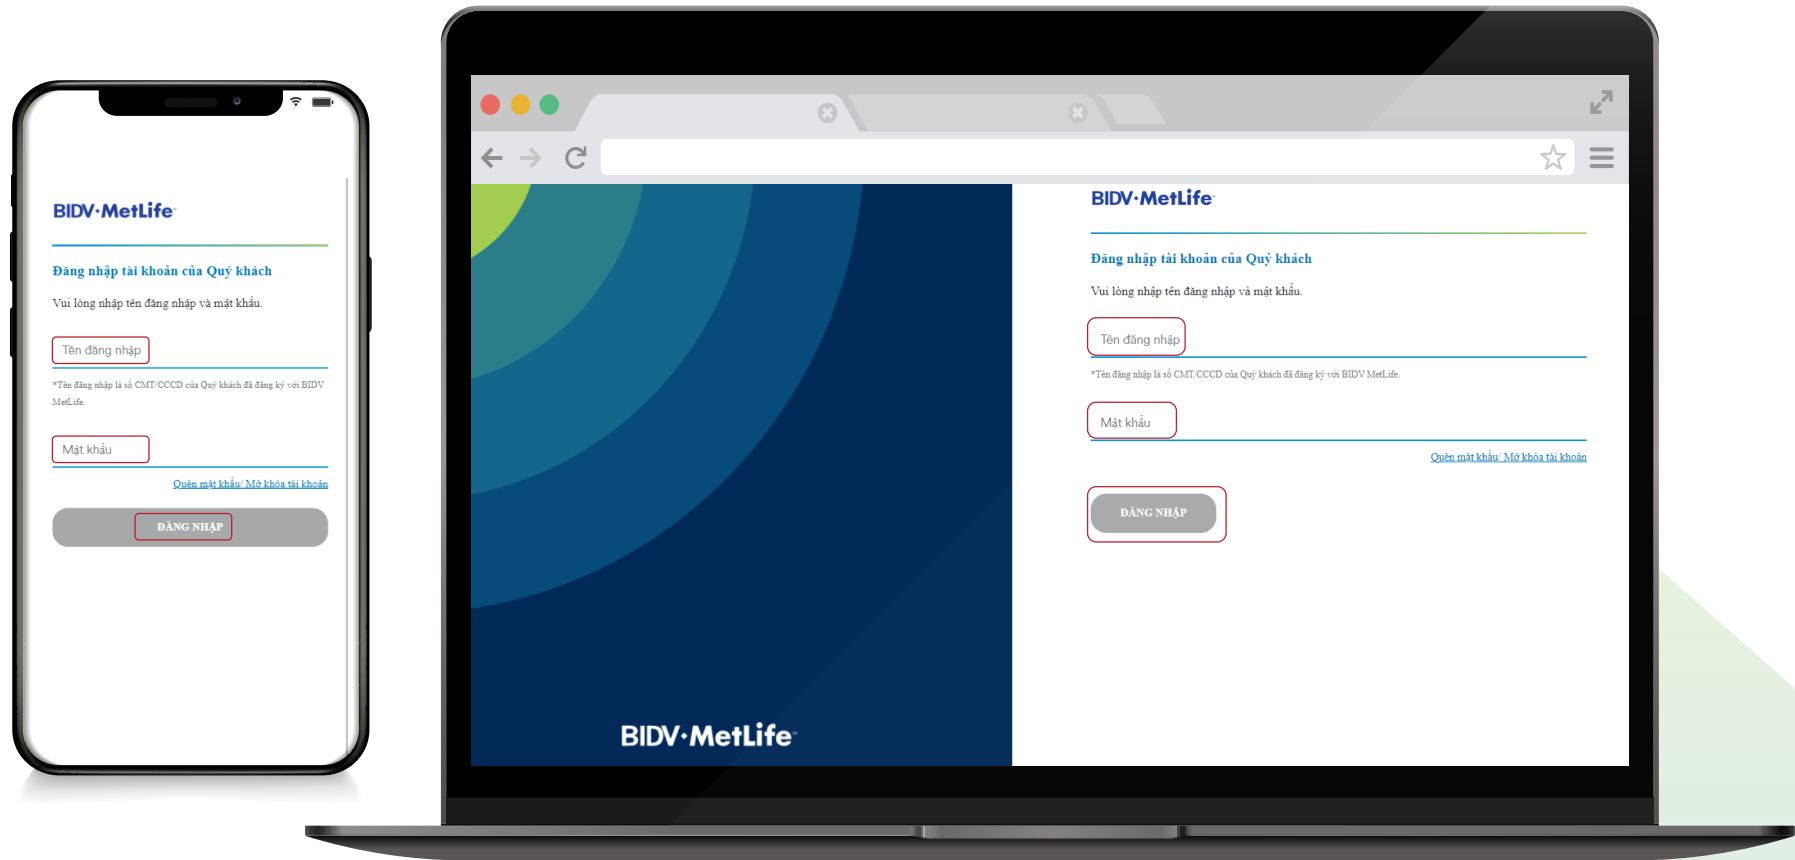 BIDV·MetLife
Đăng nhập tài khoản của Quý khách
Vui lòng nhập tên đăng nhập và mật khẩu.
Tên đăng nhập
*Tên đăng nhập là số CMT/CCCD của Quý khách đã đăng ký với BIDV
MetLife.
Mật khẩu
Quên mật khẩu/ Mở khóa tài khoản
ĐĂNG NHẬP
BIDV·MetLife
BIDV·MetLife
Đăng nhập tài khoản của Quý khách
Vui lòng nhập tên đăng nhập và mật khẩu.
Tên đăng nhập
*Tên đăng nhập là số CMT/CCCD của Quý khách đã đăng ký với BIDV MetLife.
Mật khẩu
Quên mật khẩu/ Mở khóa tài khoản
ĐĂNG NHẬP